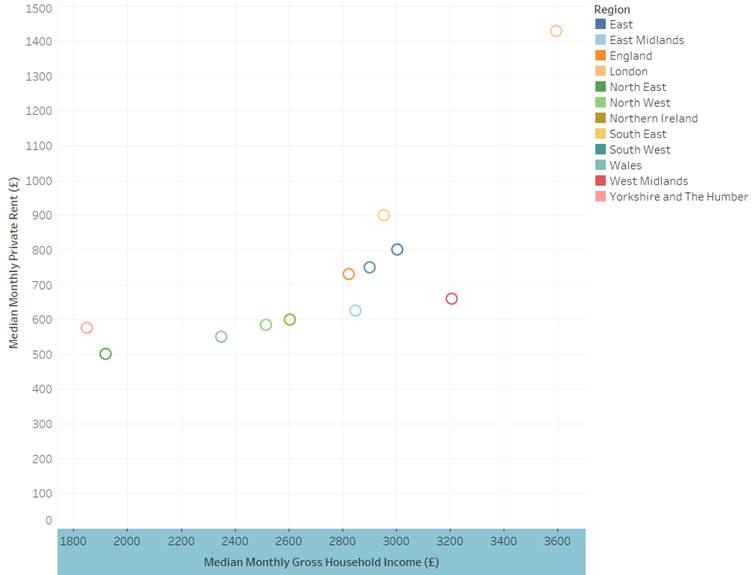 1500
1400
1300
1200
1100
1000
900
800
700
600
500
400
300
200
100
0
Median Monthly Private Rent (£)
1800 2000 2200 2400 2600 2800 3000 3200 3400 3600
Median Monthly Gross Household Income (£)
Region
East
East Midlands
England
London
North East
North West
Northern Ireland
South East
South West
Wales
West Midlands
Yorkshire and The Humber